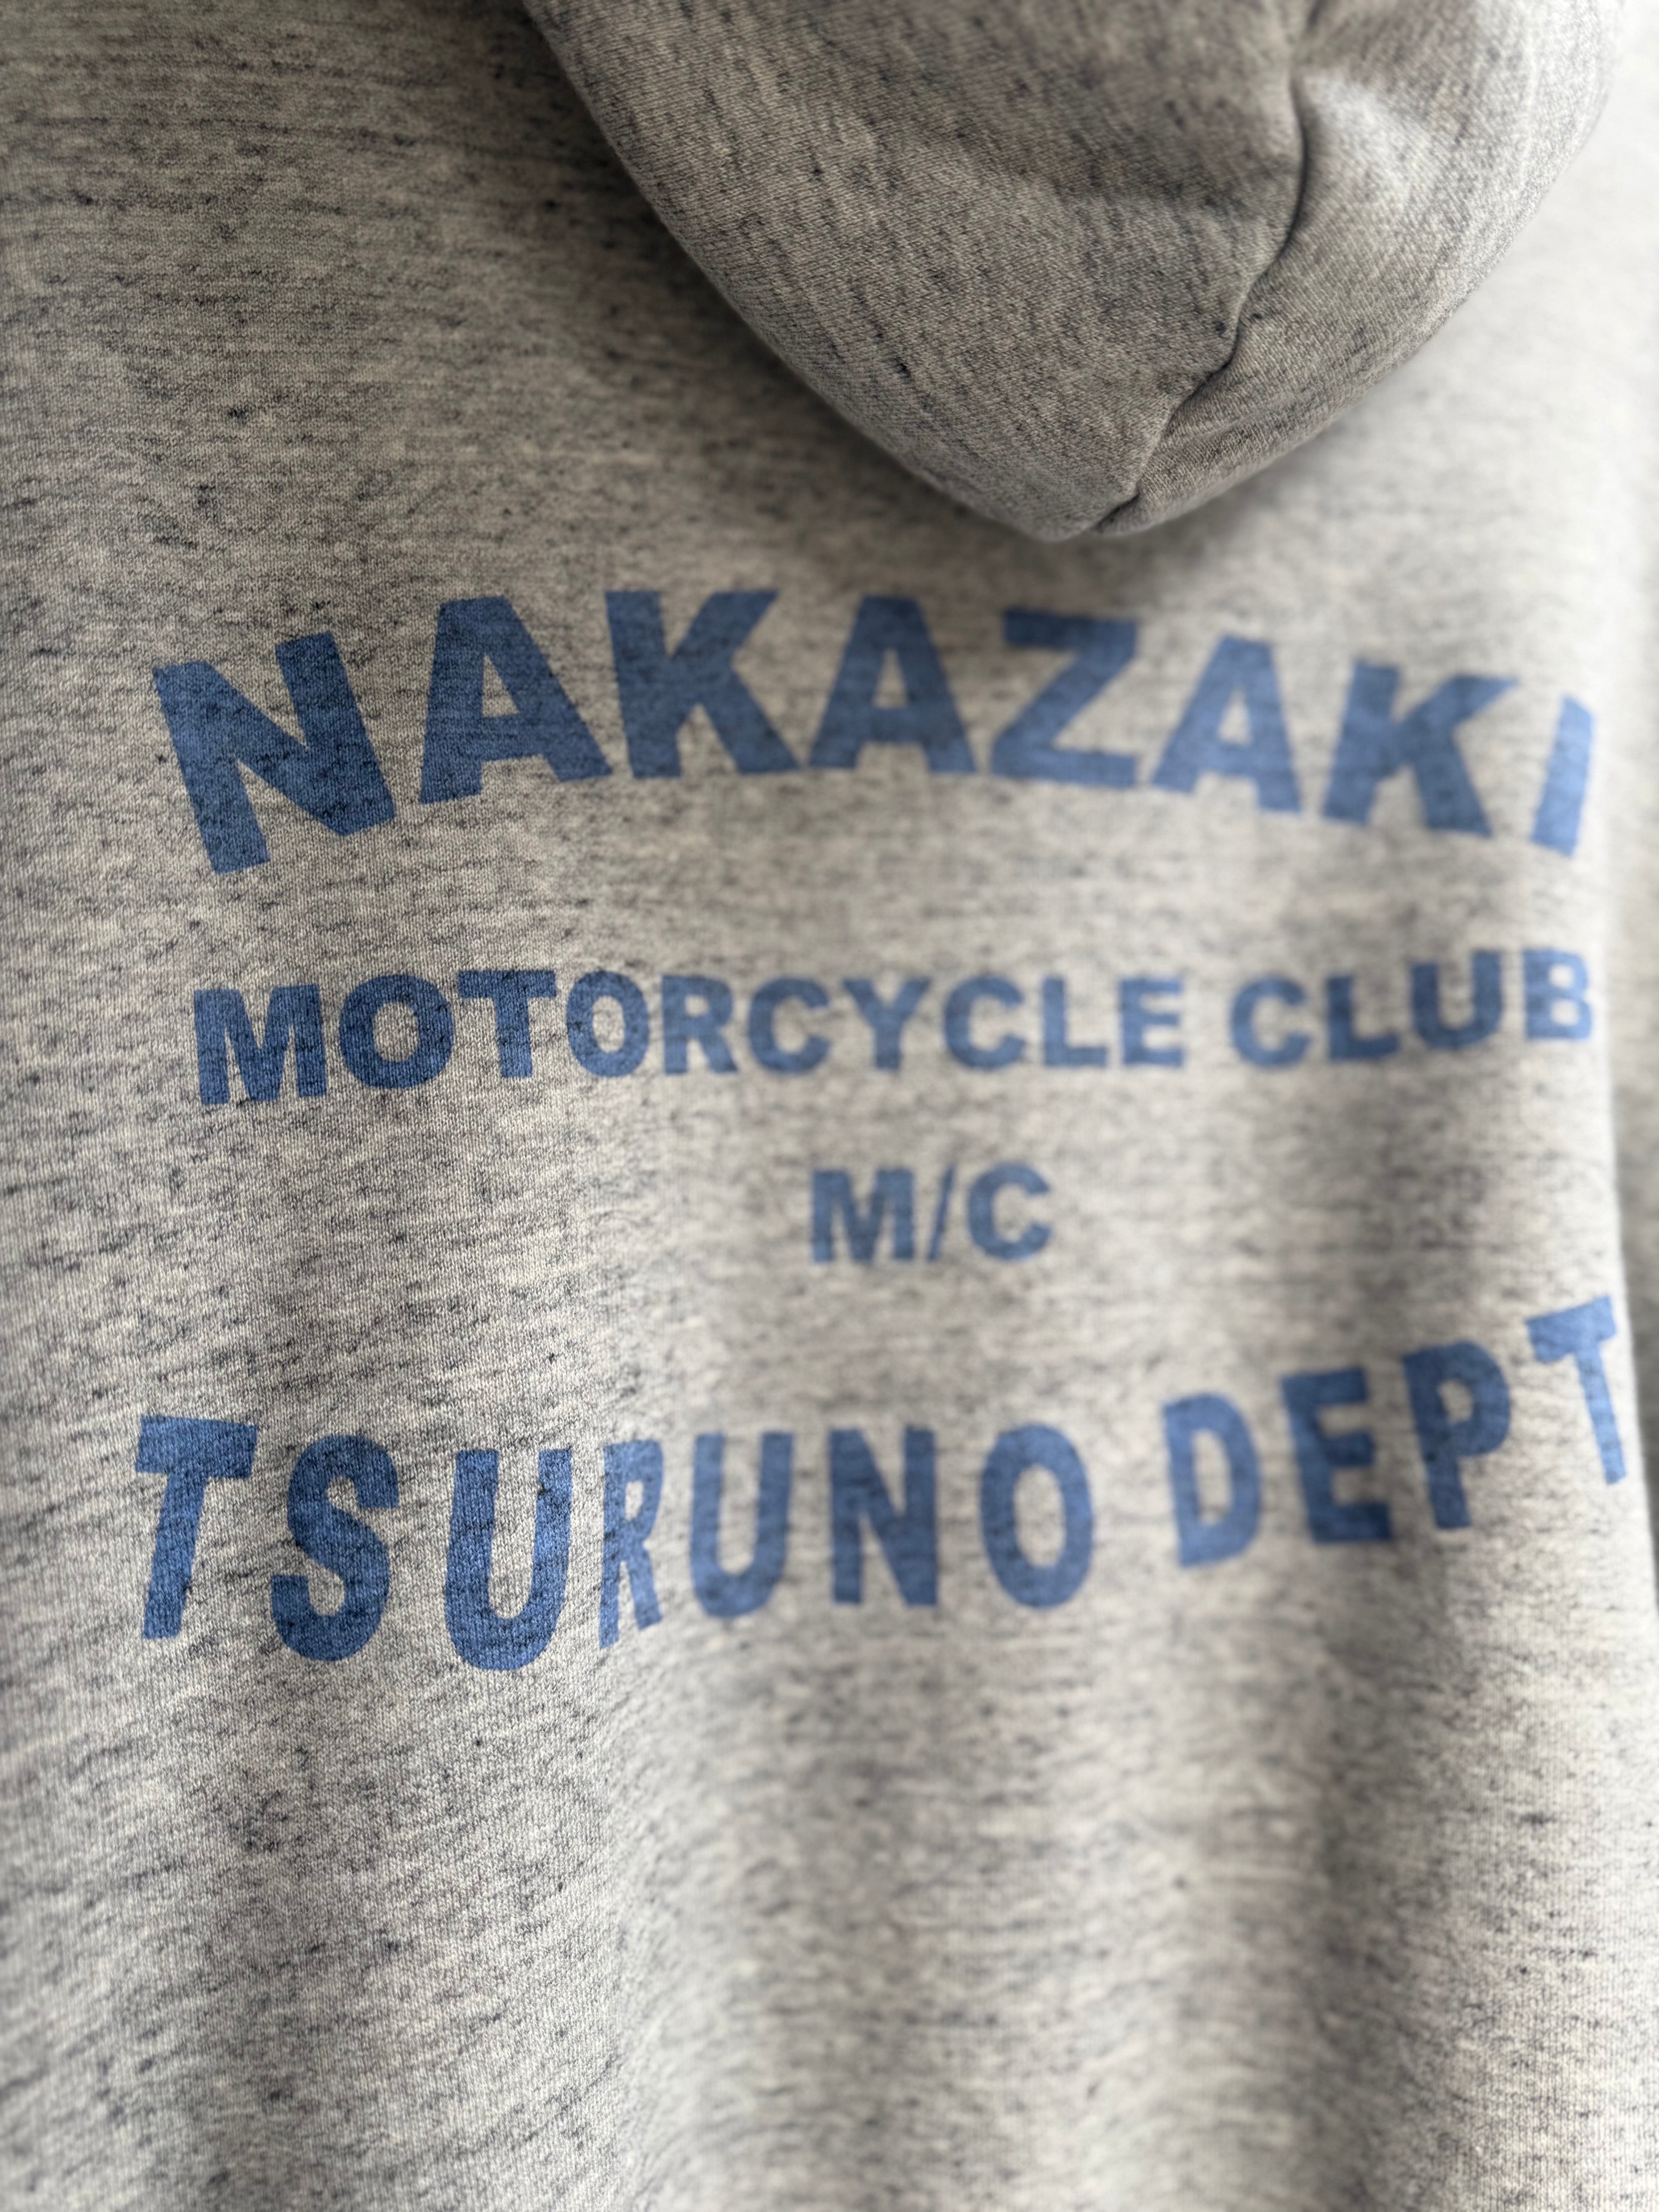 NAKAZAKI
MOTORCYCLE CLUB
M/C
TSURUNO DEPT